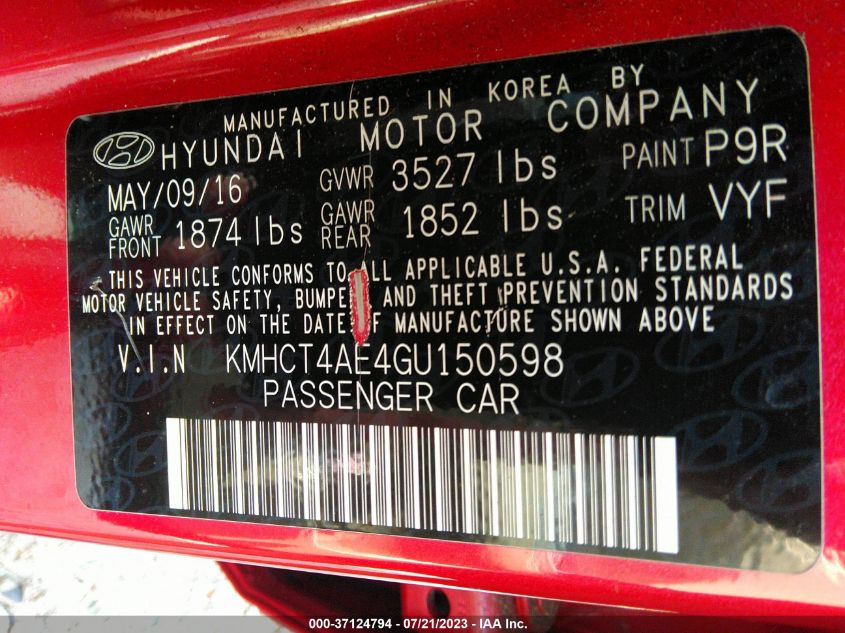 MANUFACTURED IN KOREA BY
HYUNDAI MOTOR COMPANY
MAY/09/16 GVWR 3527 lbs PAINT P9R
GAWR FRONT 1874 lbs GAWR REAR 1852 lbs TRIM VYF
THIS VEHICLE CONFORMS TO ALL APPLICABLE U.S.A. FEDERAL
MOTOR VEHICLE SAFETY, BUMPE AND THEFT PREVENTION STANDARDS
IN EFFECT ON THE DATE F MANUFACTURE SHOWN ABOVE
V.I.N KMHCT4AE4GU150598
PASSENGER CAR
000-37124794 - 07/21/2023 - IAA Inc.